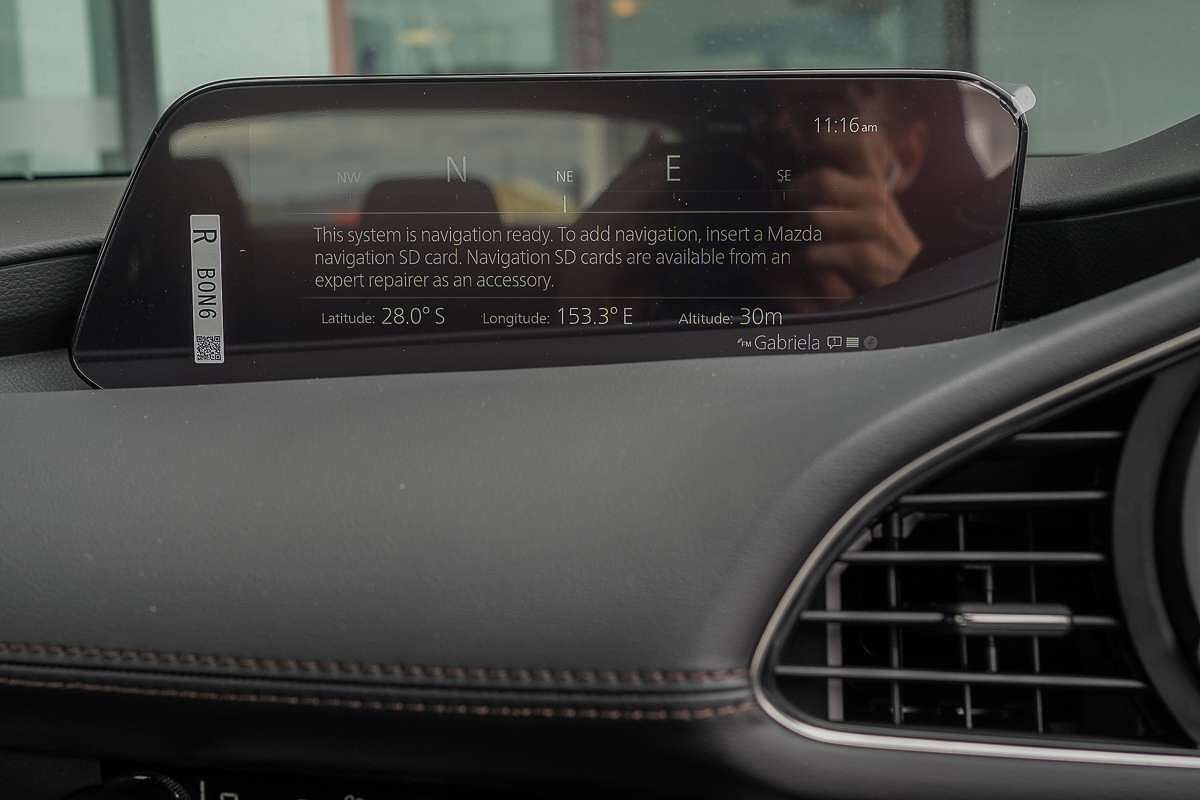 11:16am
NW N NE E SE
This system is navigation ready. To add navigation, insert a Mazda
navigation SD card. Navigation SD cards are available from an
expert repairer as an accessory.
Latitude: 28.0° S Longitude: 153.3° E Altitude: 30m
FM Gabriela
R BON6